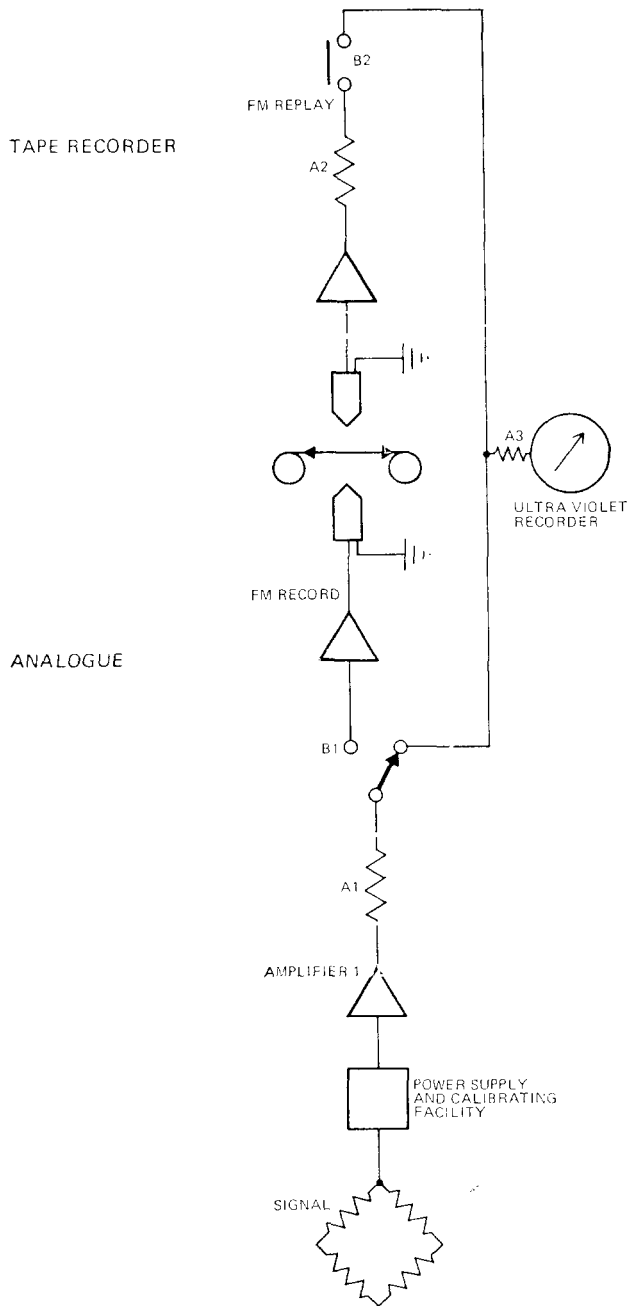 B2
FM REPLAY
TAPE RECORDER
A2
A3
ULTRA VIOLET
RECORDER
FM RECORD
ANALOGUE
B1
A1
AMPLIFIER 1
POWER SUPPLY
AND CALIBRATING
FACILITY
SIGNAL